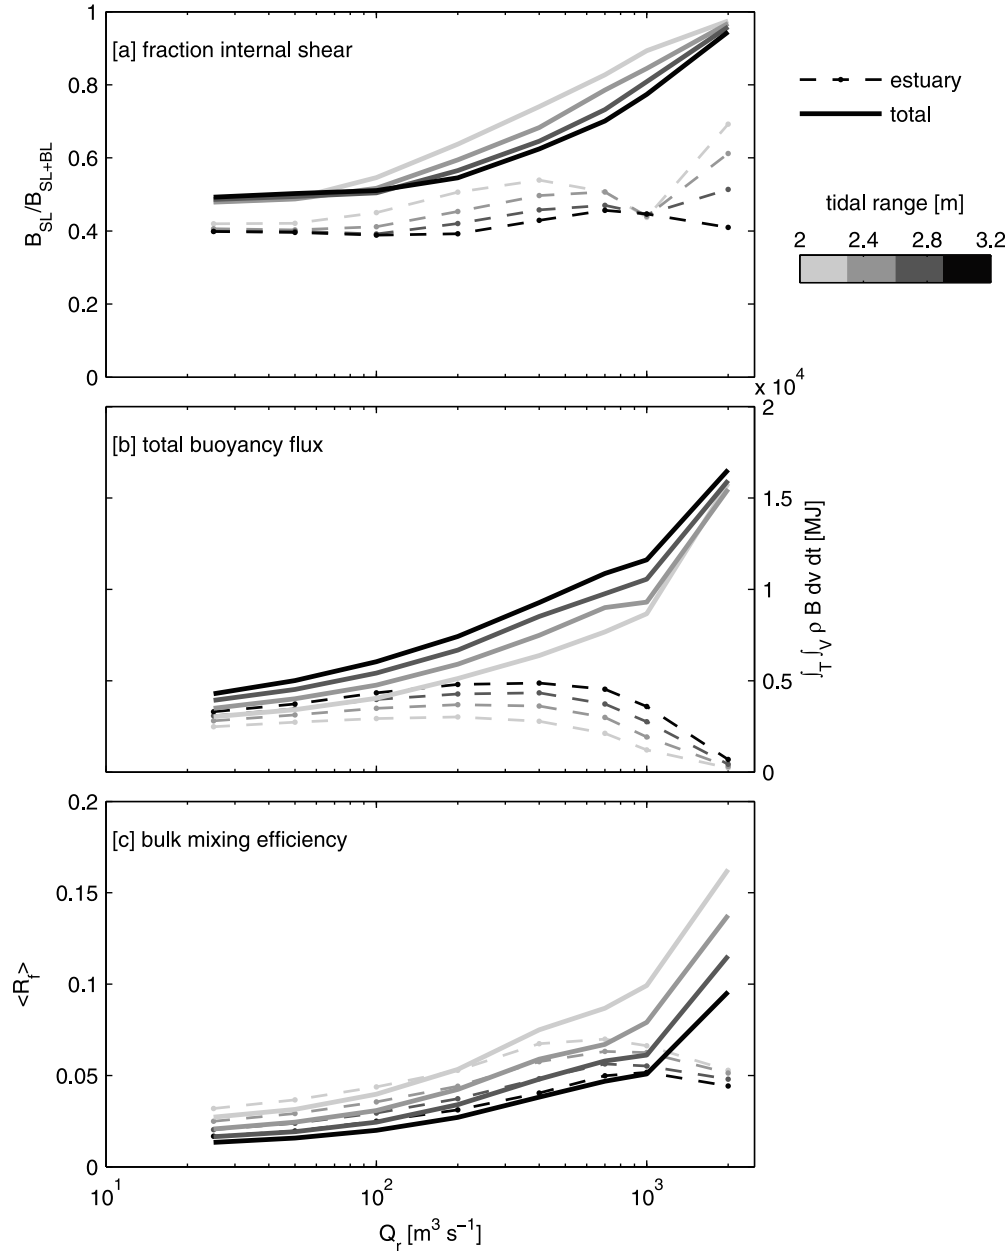 [a] fraction internal shear
1
0.8
0.6
0.4
0.2
0
B_SL/B_SL+BL
estuary
total
tidal range [m]
2 2.4 2.8 3.2
x 10^4
[b] total buoyancy flux
2
1.5
1
0.5
0
∫_T ∫_V ρ B dv dt [MJ]
[c] bulk mixing efficiency
0.2
0.15
0.1
0.05
0
<R_f>
10^1 10^2 10^3
Q_r [m^3 s^-1]